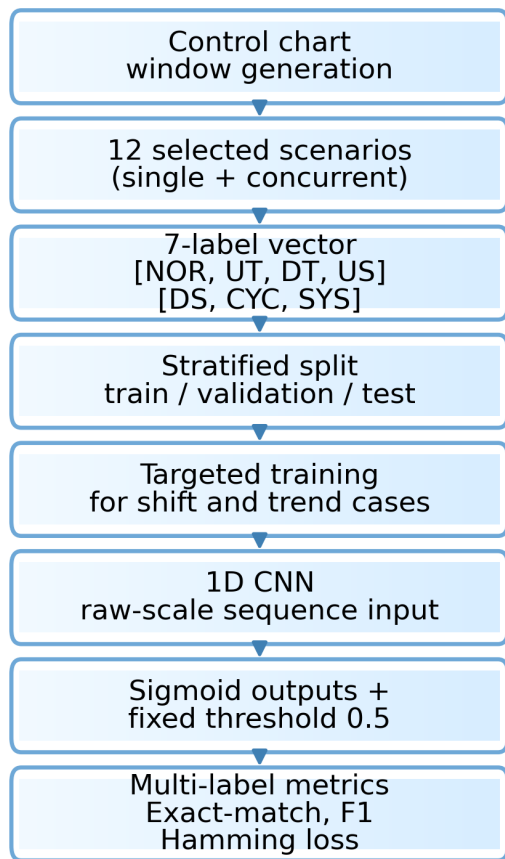 Control chart
window generation
12 selected scenarios
(single + concurrent)
7-label vector
[NOR, UT, DT, US]
[DS, CYC, SYS]
Stratified split
train / validation / test
Targeted training
for shift and trend cases
1D CNN
raw-scale sequence input
Sigmoid outputs +
fixed threshold 0.5
Multi-label metrics
Exact-match, F1
Hamming loss